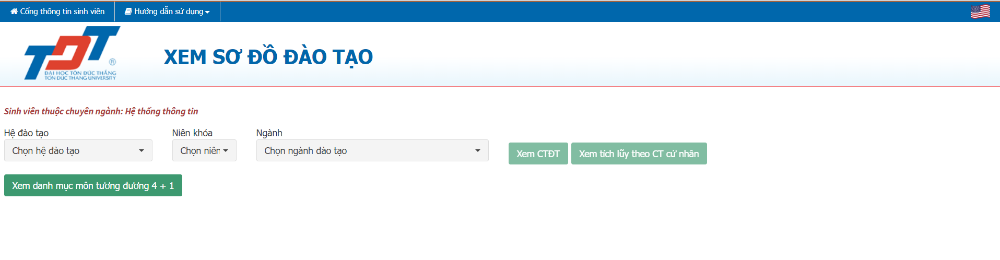 Cổng thông tin sinh viên
Hướng dẫn sử dụng
TDT
®
ĐẠI HỌC TÔN ĐỨC THẮNG
TON DUC THANG UNIVERSITY
XEM SƠ ĐỒ ĐÀO TẠO
Sinh viên thuộc chuyên ngành: Hệ thống thông tin
Hệ đào tạo
Niên khóa
Ngành
Chọn hệ đào tạo
Chọn niên
Chọn ngành đào tạo
Xem CTĐT
Xem tích lũy theo CT cử nhân
Xem danh mục môn tương đương 4 + 1